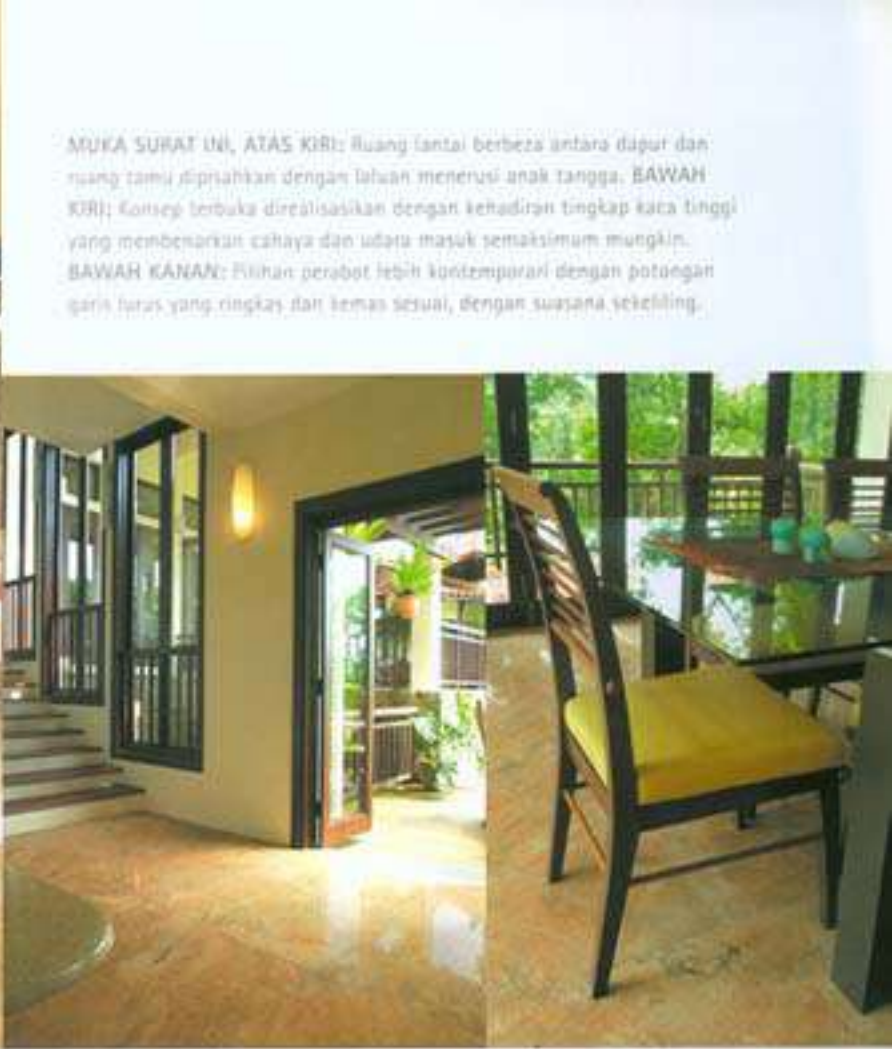 MUKA SURAT INI, ATAS KIRI: Ruang lantai berbeza antara dapur dan
ruang tamu dipisahkan dengan laluan menerusi anak tangga. BAWAH
KIRI: Konsep terbuka direalisasikan dengan kehadiran tingkap kaca tinggi
yang membenarkan cahaya dan udara masuk semaksimum mungkin.
BAWAH KANAN: Pilihan perabot lebih kontemporari dengan potongan
garis lurus yang ringkas dan kemas sesuai, dengan suasana sekeliling.